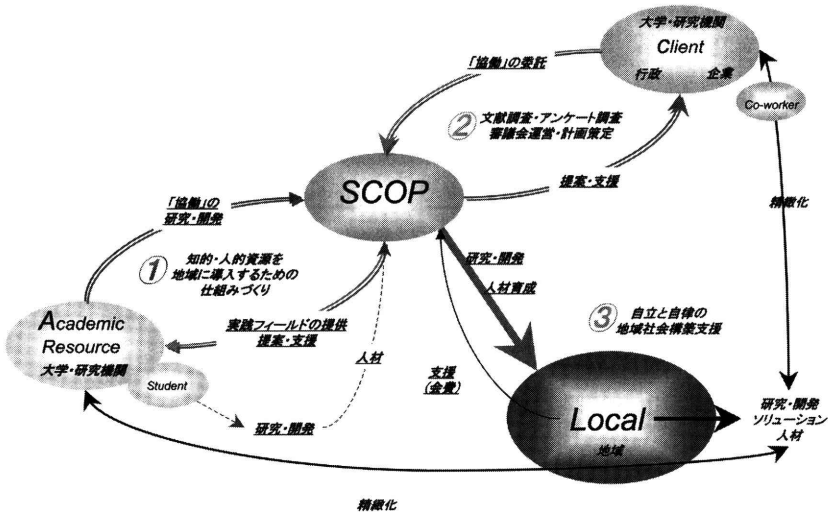 大学・研究機関
Client
行政 企業
Co-worker
「協働」の委託
2 文献調査・アンケート調査
審議会運営・計画策定
SCOP
提案・支援
精緻化
「協働」の
研究・開発
1 知的・人的資源を
地域に導入するための
仕組みづくり
研究・開発
人材育成
3 自立と自律の
地域社会構築支援
Academic
Resource
大学・研究機関
Student
実践フィールドの提供
提案・支援
人材
研究・開発
支援
(会費)
Local
地域
研究・開発
ソリューション
人材
精緻化